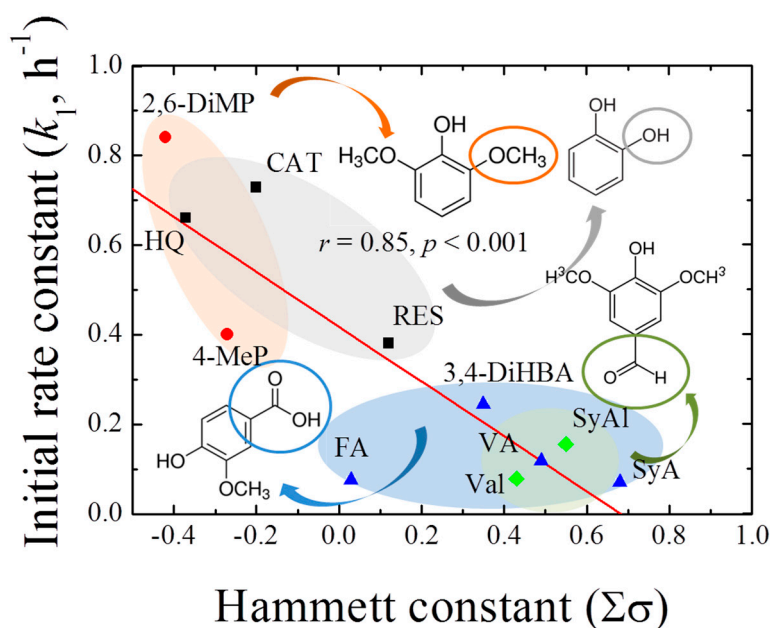 Initial rate constant (k₁, h⁻¹)
1.0
0.8
0.6
0.4
0.2
0.0
2,6-DiMP
CAT
HQ
4-MeP
RES
r = 0.85, p < 0.001
OH
H₃CO
OCH₃
OH
OH
OH
H³CO
OCH³
O
H
O
OH
HO
OCH₃
3,4-DiHBA
FA
VA
SyAl
Val
SyA
-0.4
-0.2
0.0
0.2
0.4
0.6
0.8
1.0
Hammett constant (Σσ)